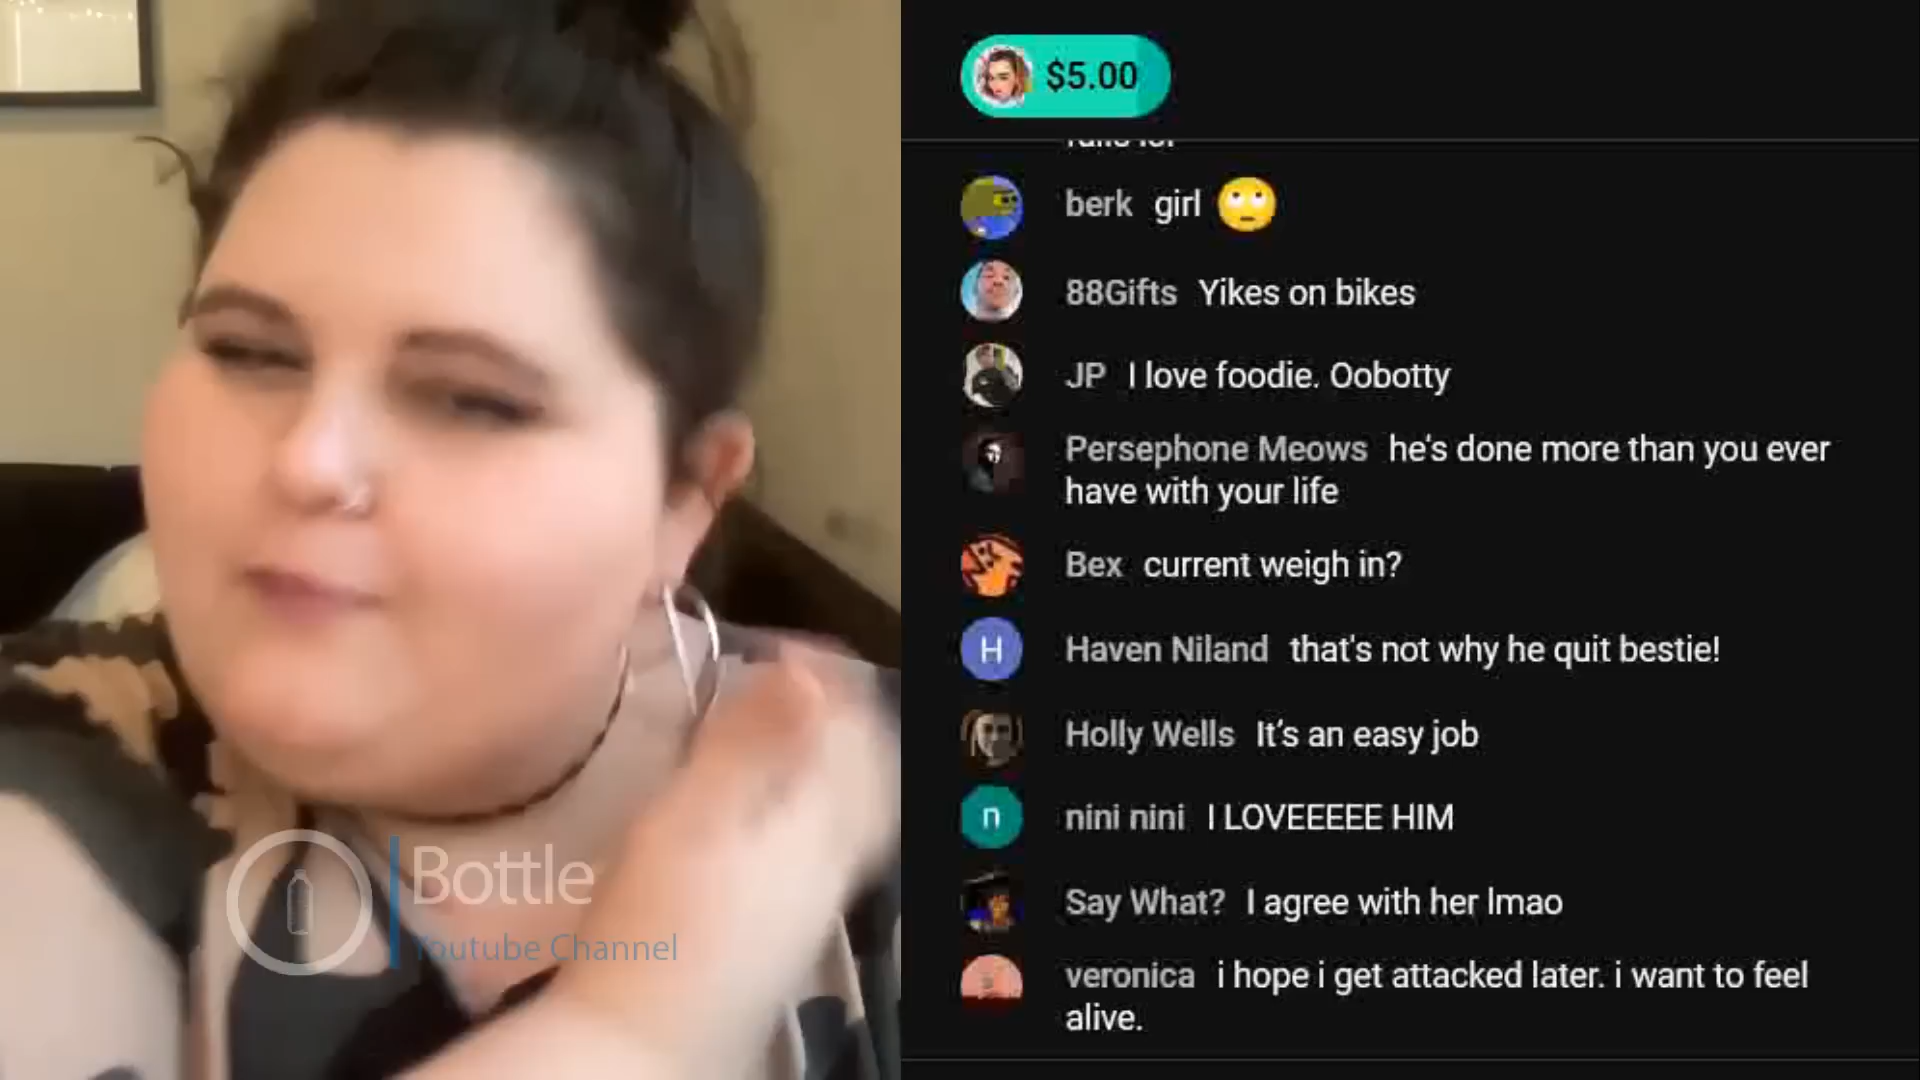 $5.00
berk girl 🙄
88Gifts Yikes on bikes
JP I love foodie. Oobotty
Persephone Meows he's done more than you ever
have with your life
Bex current weigh in?
H Haven Niland that's not why he quit bestie!
Holly Wells It's an easy job
n nini nini I LOVEEEEE HIM
Say What? I agree with her lmao
veronica i hope i get attacked later. i want to feel
alive.
Bottle
Youtube Channel